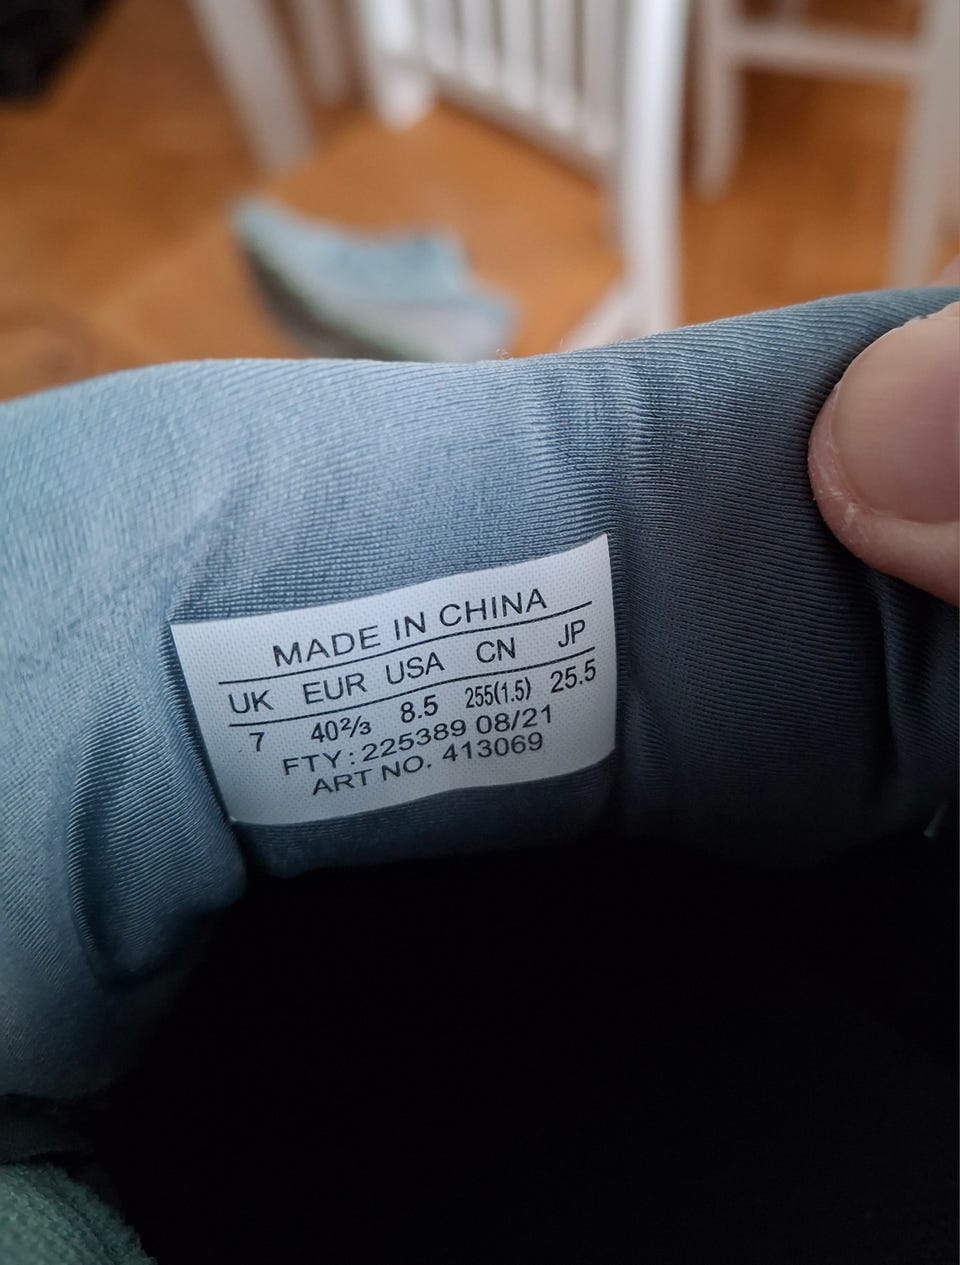 MADE IN CHINA
UK EUR USA CN JP
7 40⅔ 8.5 255(1.5) 25.5
FTY: 225389 08/21
ART NO. 413069